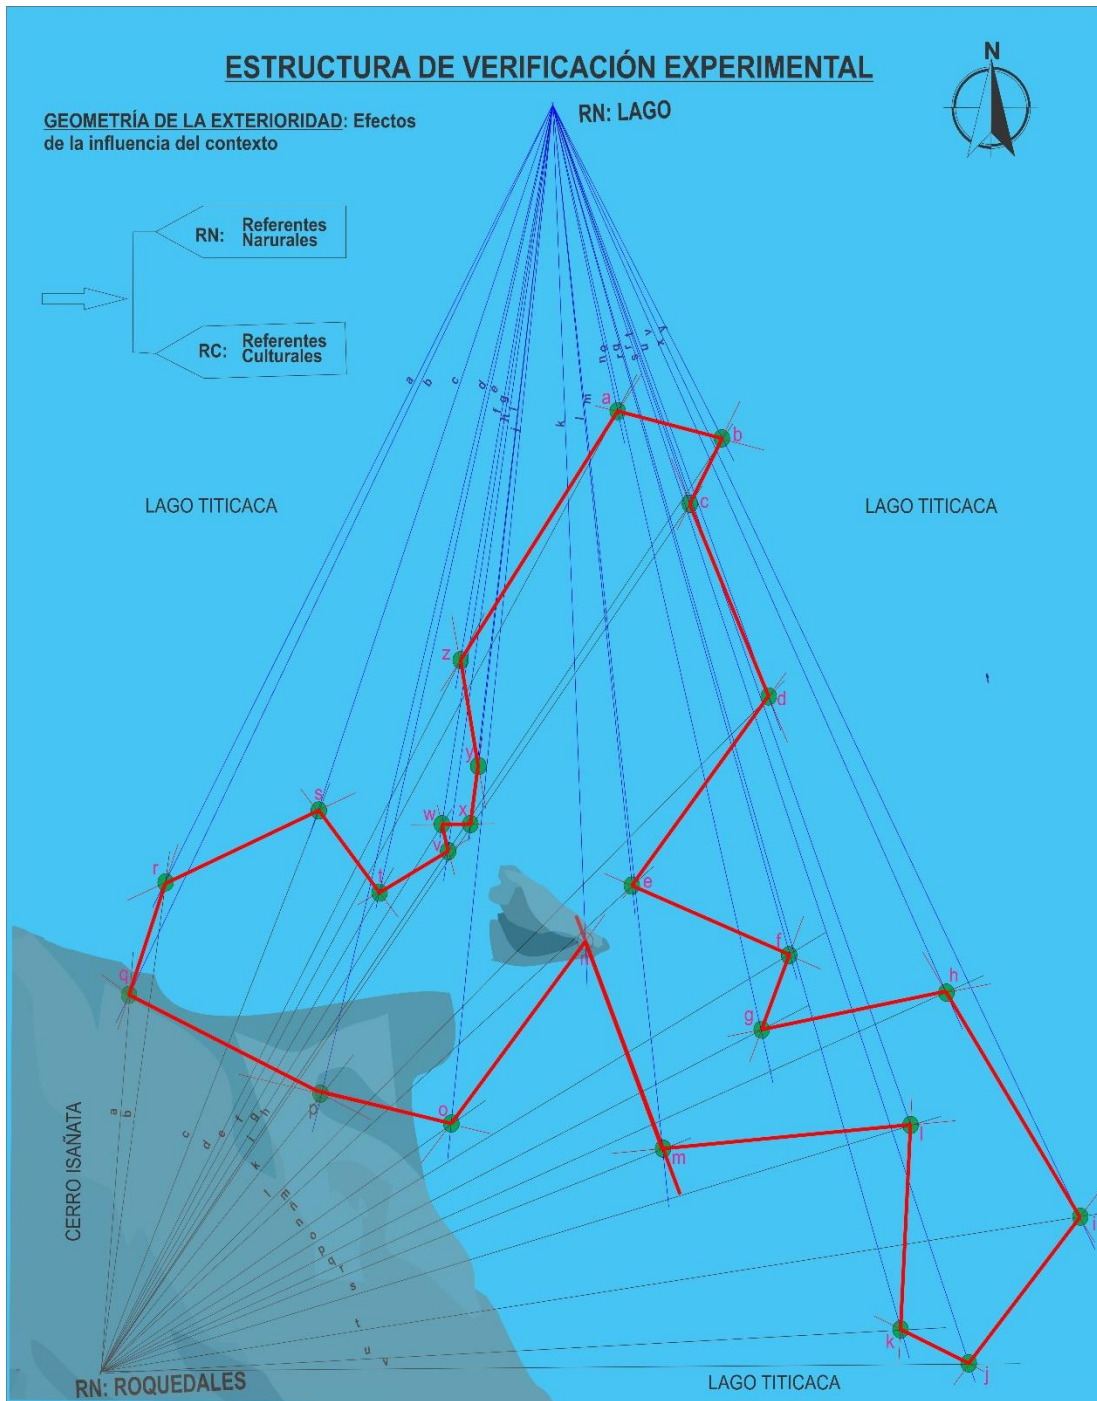 ESTRUCTURA DE VERIFICACIÓN EXPERIMENTAL
N
RN: LAGO
GEOMETRÍA DE LA EXTERIORIDAD: Efectos
de la influencia del contexto
RN: Referentes
Narurales
RC: Referentes
Culturales
a b c d e f g h i j k l m n o g r s t u v x y
a
b
LAGO TITICACA
c
LAGO TITICACA
z
d
y
s
w
x
v
r
t
e
n
f
q
h
g
p
o
l
m
a b c d e f g h
k l m n ñ o p q r s t u v
CERRO ISAÑATA
i
k
j
RN: ROQUEDALES
LAGO TITICACA